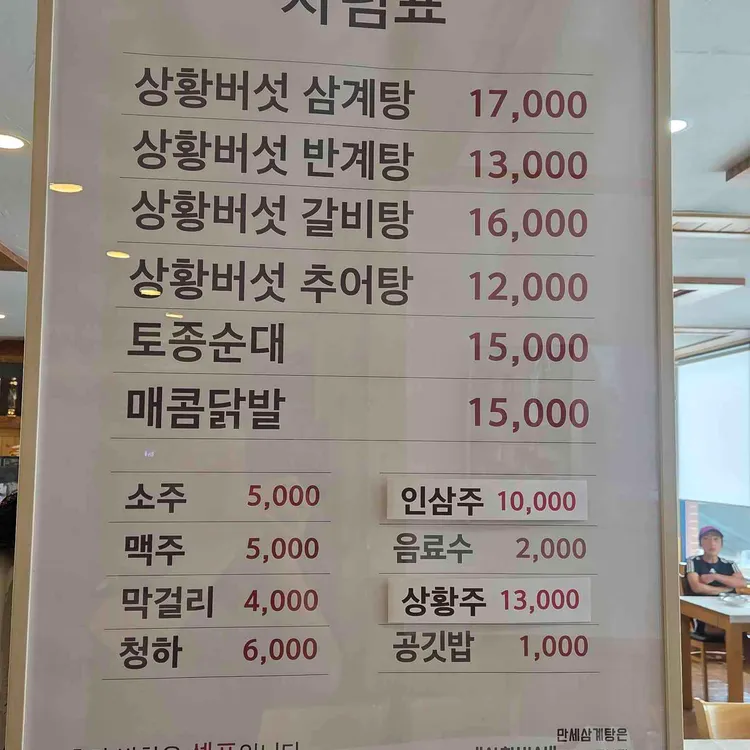 차림표
상황버섯 삼계탕 17,000
상황버섯 반계탕 13,000
상황버섯 갈비탕 16,000
상황버섯 추어탕 12,000
토종순대 15,000
매콤닭발 15,000
소주 5,000 인삼주 10,000
맥주 5,000 음료수 2,000
막걸리 4,000 상황주 13,000
청하 6,000 공깃밥 1,000
만세삼계탕은